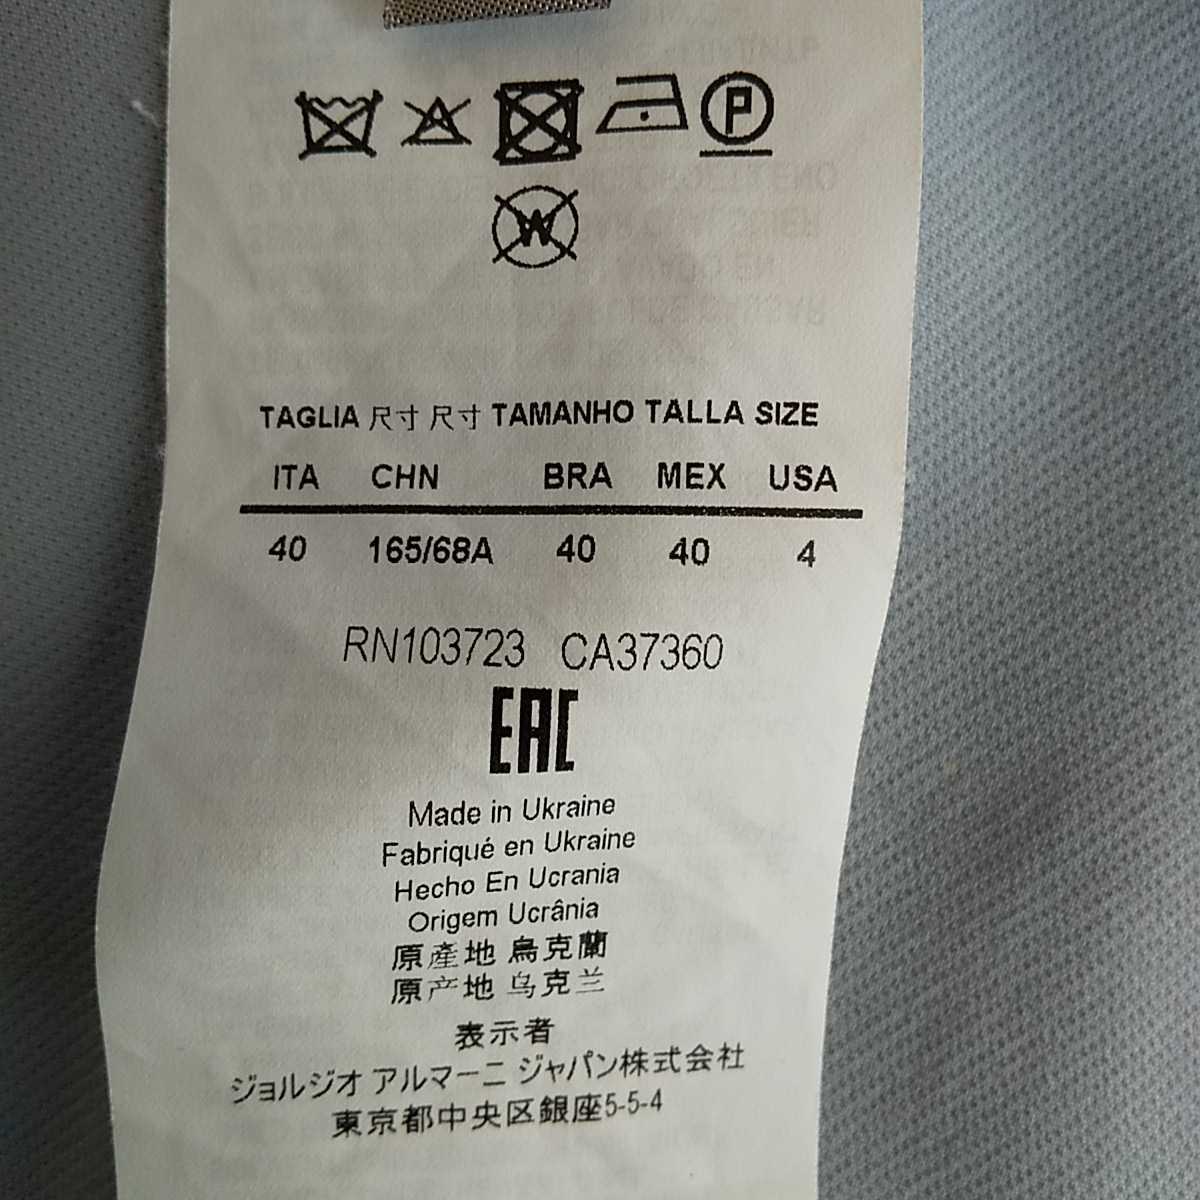 P
W
TAGLIA 尺寸 尺寸 TAMANHO TALLA SIZE
ITA CHN BRA MEX USA
40 165/68A 40 40 4
RN103723 CA37360
EAC
Made in Ukraine
Fabriqué en Ukraine
Hecho En Ucrania
Origem Ucrânia
原產地 烏克蘭
原产地 乌克兰
表示者
ジョルジオ アルマーニ ジャパン株式会社
東京都中央区銀座5-5-4